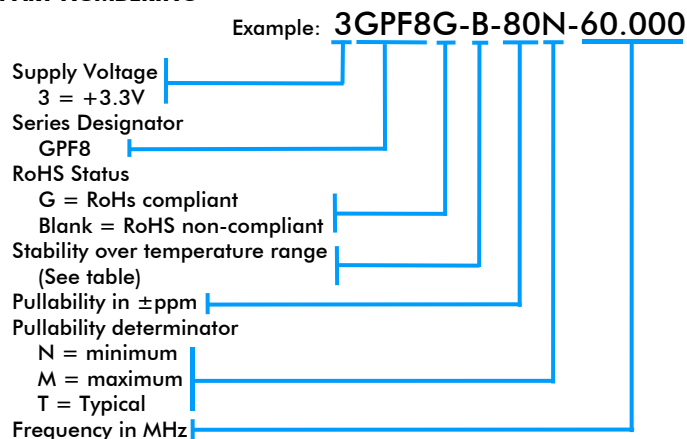 Example: 3GPF8G-B-80N-60.000
Supply Voltage
3 = +3.3V
Series Designator
GPF8
RoHS Status
G = RoHs compliant
Blank = RoHS non-compliant
Stability over temperature range
(See table)
Pullability in ±ppm
Pullability determinator
N = minimum
M = maximum
T = Typical
Frequency in MHz